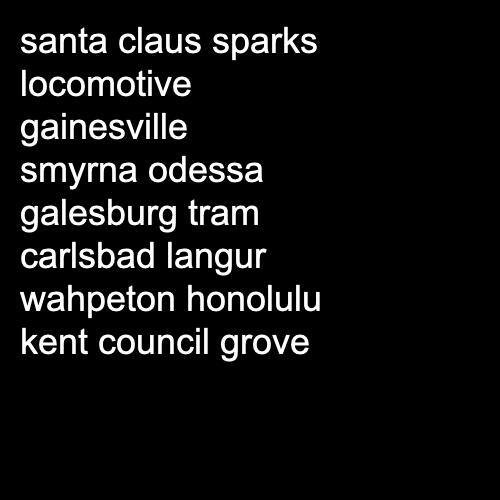 santa claus sparks
locomotive
gainesville
smyrna odessa
galesburg tram
carlsbad langur
wahpeton honolulu
kent council grove